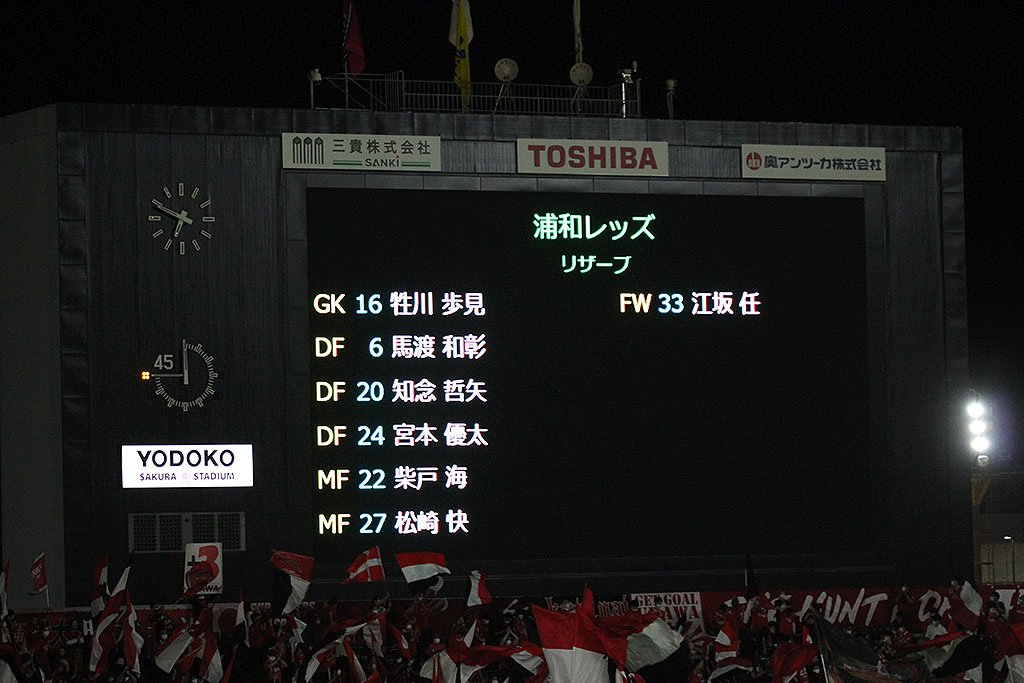 三貴株式会社
SANKi
TOSHIBA
奥アンツーカ株式会社
浦和レッズ
リザーブ
GK 16 牲川 歩見
FW 33 江坂 任
DF 6 馬渡 和彰
DF 20 知念 哲矢
DF 24 宮本 優太
MF 22 柴戸 海
MF 27 松崎 快
45
YODOKO
SAKURA STADIUM
GET GOAL